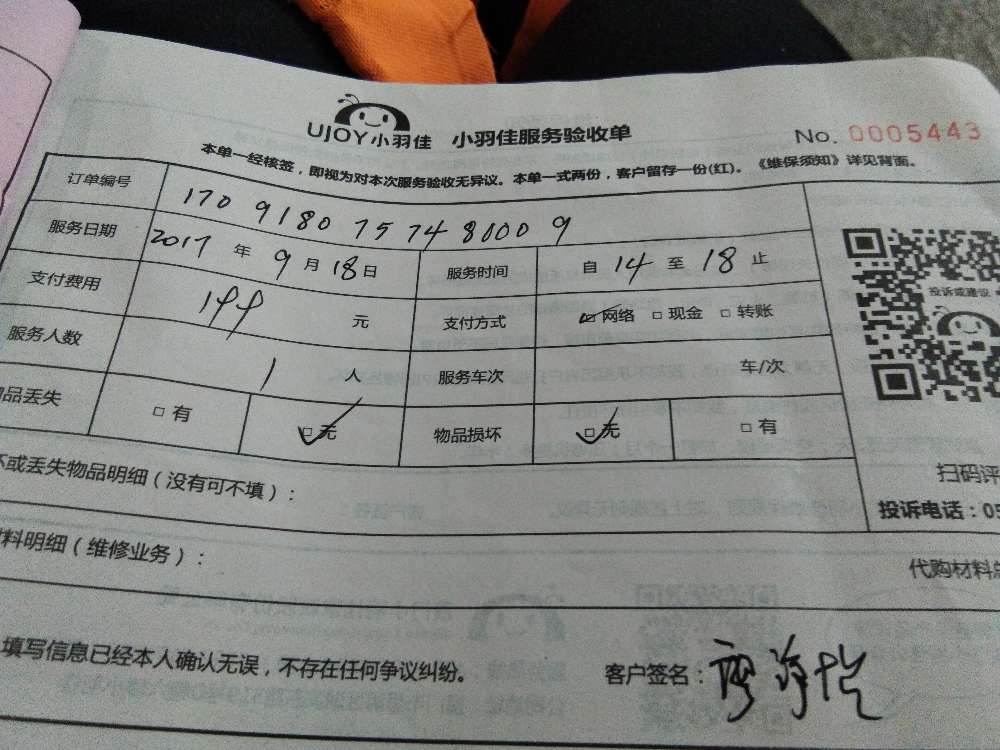 UJOY小羽佳 小羽佳服务验收单 No. 0005443
本单一经核签，即视为对本次服务验收无异议。本单一式两份，客户留存一份(红)。《维保须知》详见背面。
订单编号 170 9180 75 74 8000 9
服务日期 2017 年 9 月 18 日 服务时间 自 14 至 18 止
支付费用 元 支付方式 □网络 □现金 □转账
服务人数 1 人 服务车次 车/次
品丢失 □有 □无 物品损坏 □无 □有
投诉或建议
坏或丢失物品明细（没有可不填）：
扫码评
投诉电话：05
料明细（维修业务）：
代购材料总
填写信息已经本人确认无误，不存在任何争议纠纷。 客户签名：廖